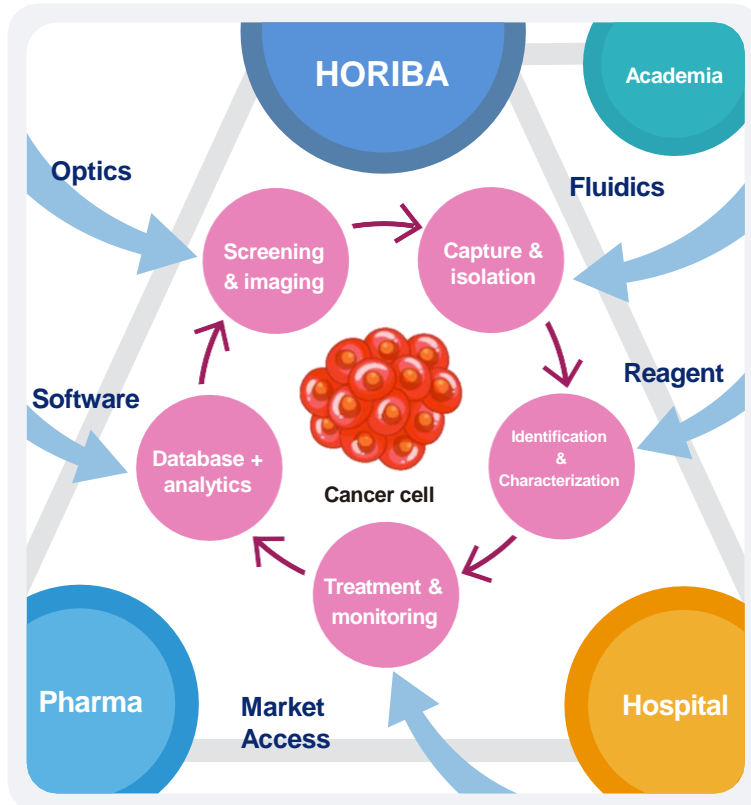 HORIBA
Academia
Optics
Fluidics
Screening
& imaging
Capture &
isolation
Software
Reagent
Database +
analytics
Identification
&
Characterization
Cancer cell
Treatment &
monitoring
Pharma
Market
Access
Hospital